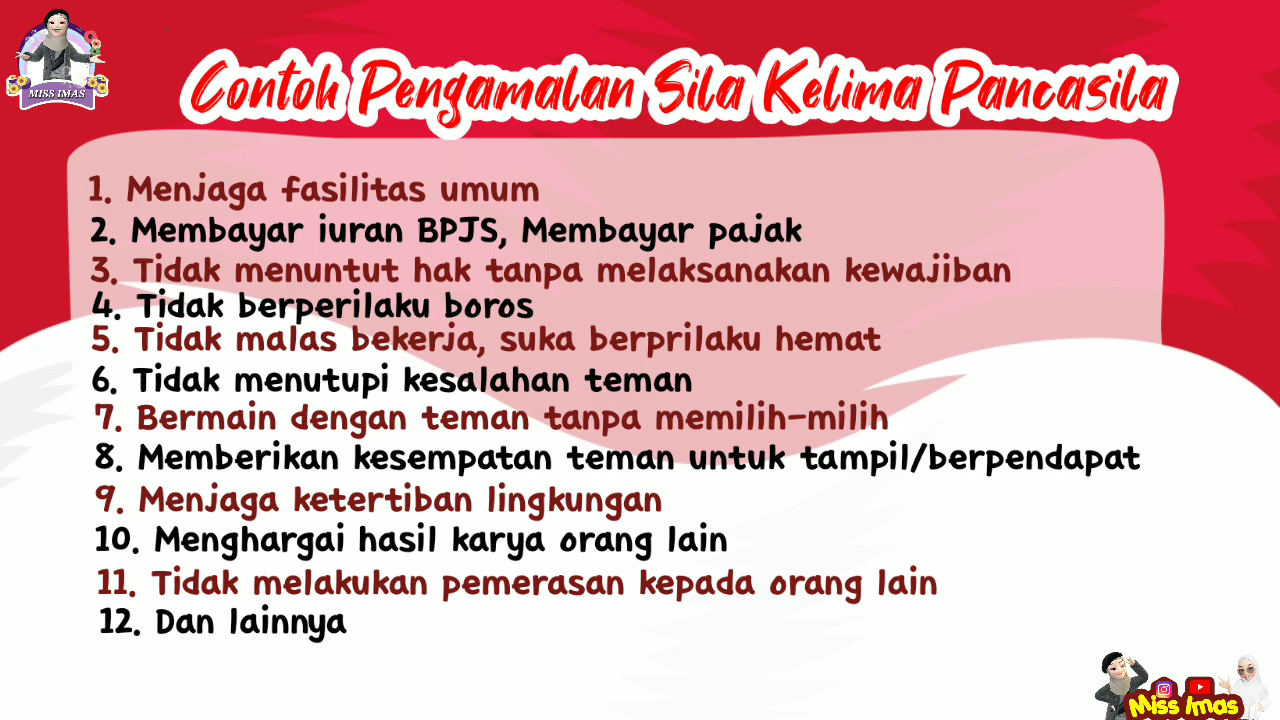 MISS IMAS
Contoh Pengamalan Sila Kelima Pancasila
1. Menjaga fasilitas umum
2. Membayar iuran BPJS, Membayar pajak
3. Tidak menuntut hak tanpa melaksanakan kewajiban
4. Tidak berperilaku boros
5. Tidak malas bekerja, suka berprilaku hemat
6. Tidak menutupi kesalahan teman
7. Bermain dengan teman tanpa memilih-milih
8. Memberikan kesempatan teman untuk tampil/berpendapat
9. Menjaga ketertiban lingkungan
10. Menghargai hasil karya orang lain
11. Tidak melakukan pemerasan kepada orang lain
12. Dan lainnya
Miss Imas